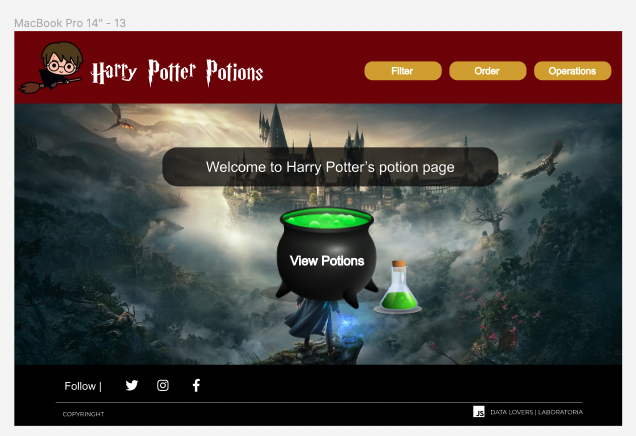 MacBook Pro 14" - 13
Harry Potter Potions
Filter
Order
Operations
Welcome to Harry Potter's potion page
View Potions
Follow |
COPYRINGHT
JS DATA LOVERS | LABORATORIA